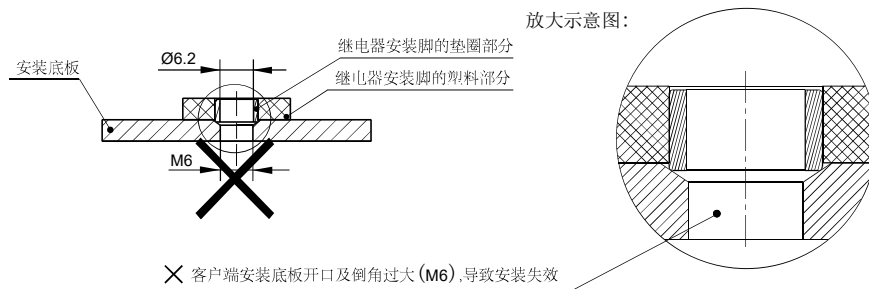 放大示意图:
继电器安装脚的垫圈部分
Ø6.2
安装底板
继电器安装脚的塑料部分
M6
客户端安装底板开口及倒角过大(M6),导致安装失效